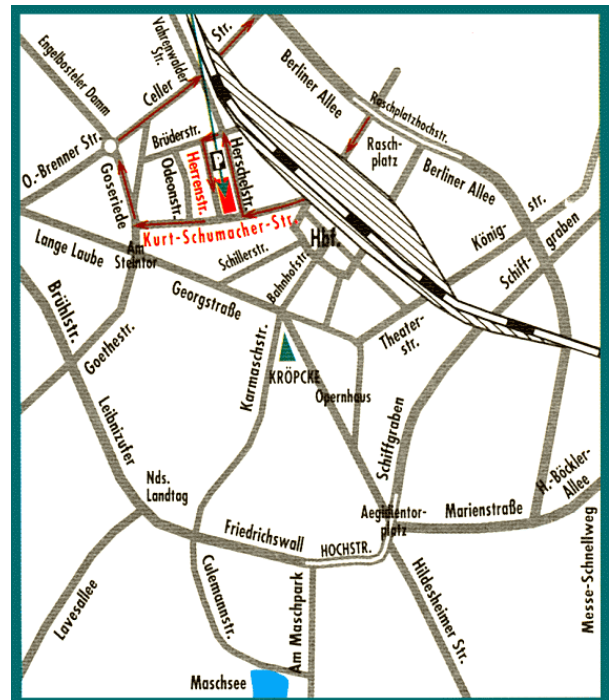 Engelbosteler Damm
Vahrenwalder
Str.
Str.
Celler
Berliner Allee
Raschplatzhochstr.
Rasch-
platz
Berliner Allee
O.-Brenner Str.
Brüderstr.
Goseriede
Odeonstr.
Herrenstr.
Herschelstr.
Kurt-Schumacher-Str.
Lange Laube
Am
Steintor
Schillerstr.
Hbf.
Bahnhofstr.
König-
str.
Schiff-
graben
Georgstraße
Brühlstr.
Goethestr.
Karmaschstr.
Theater-
str.
KRÖPCKE
Opernhaus
Leibnizufer
Schiffgraben
Nds.
Landtag
Aegidientor-
platz
Marienstraße
H.-Böckler-
Allee
Friedrichswall
HOCHSTR.
Messe-Schnellweg
Lavesallee
Culemannstr.
Am Maschpark
Hildesheimer Str.
Maschsee